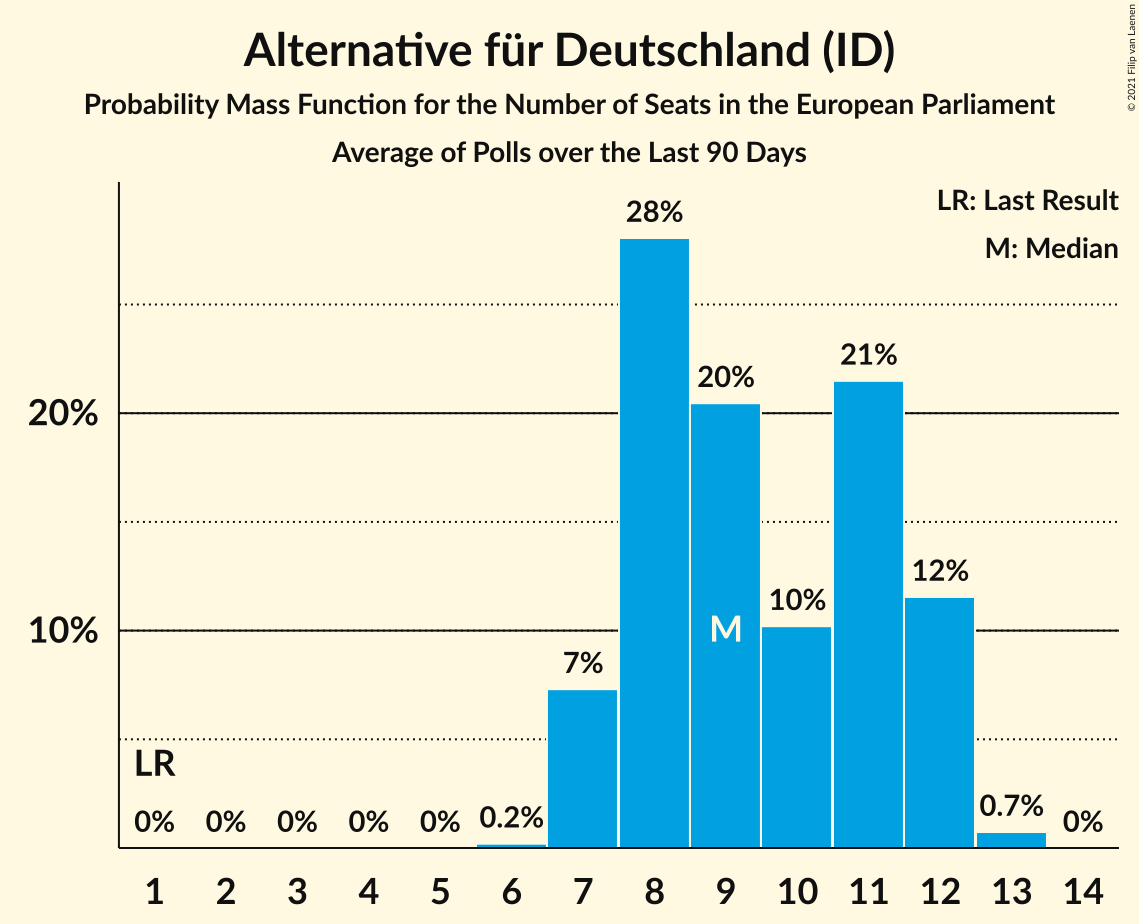 Alternative für Deutschland (ID)
Probability Mass Function for the Number of Seats in the European Parliament
Average of Polls over the Last 90 Days
© 2021 Filip van Laenen
LR: Last Result
M: Median
28%
21%
20%
20%
12%
10%
10%
M
7%
LR
0% 0% 0% 0% 0% 0.2% 0.7% 0%
1 2 3 4 5 6 7 8 9 10 11 12 13 14